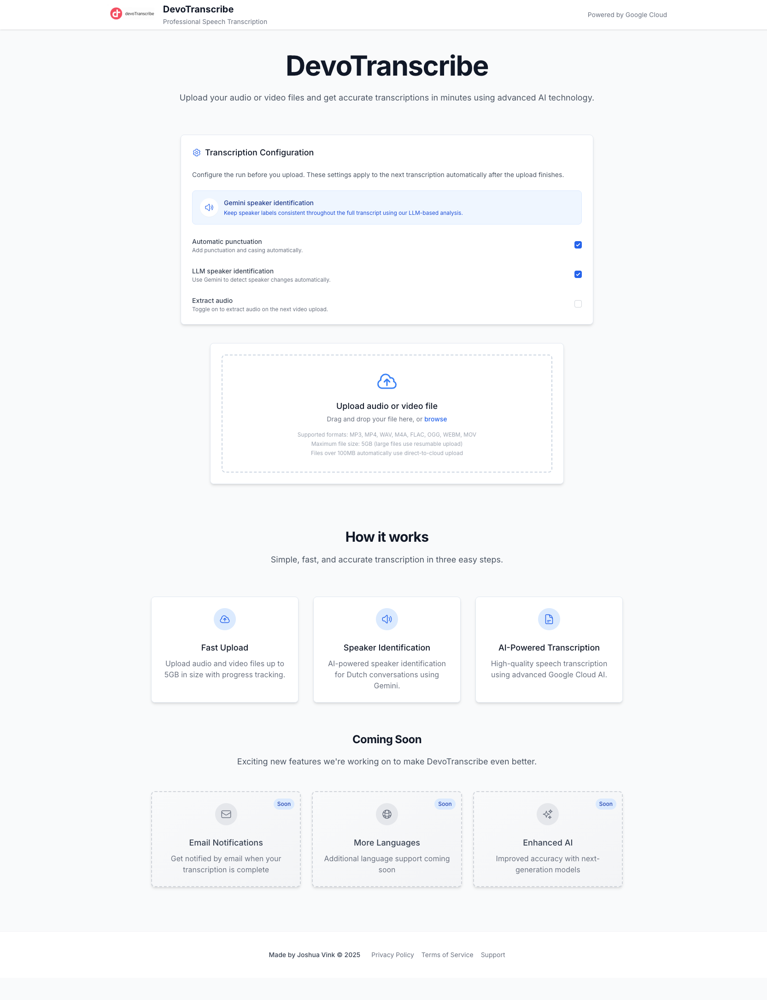 devoTranscribe
DevoTranscribe
Professional Speech Transcription
Powered by Google Cloud
DevoTranscribe
Upload your audio or video files and get accurate transcriptions in minutes using advanced AI technology.
Transcription Configuration
Configure the run before you upload. These settings apply to the next transcription automatically after the upload finishes.
Gemini speaker identification
Keep speaker labels consistent throughout the full transcript using our LLM-based analysis.
Automatic punctuation
Add punctuation and casing automatically.
LLM speaker identification
Use Gemini to detect speaker changes automatically.
Extract audio
Toggle on to extract audio on the next video upload.
Upload audio or video file
Drag and drop your file here, or browse
Supported formats: MP3, MP4, WAV, M4A, FLAC, OGG, WEBM, MOV
Maximum file size: 5GB (large files use resumable upload)
Files over 100MB automatically use direct-to-cloud upload
How it works
Simple, fast, and accurate transcription in three easy steps.
Fast Upload
Upload audio and video files up to
5GB in size with progress tracking.
Speaker Identification
AI-powered speaker identification
for Dutch conversations using
Gemini.
AI-Powered Transcription
High-quality speech transcription
using advanced Google Cloud AI.
Coming Soon
Exciting new features we're working on to make DevoTranscribe even better.
Soon
Email Notifications
Get notified by email when your
transcription is complete
Soon
More Languages
Additional language support coming
soon
Soon
Enhanced AI
Improved accuracy with next-
generation models
Made by Joshua Vink © 2025
Privacy Policy
Terms of Service
Support